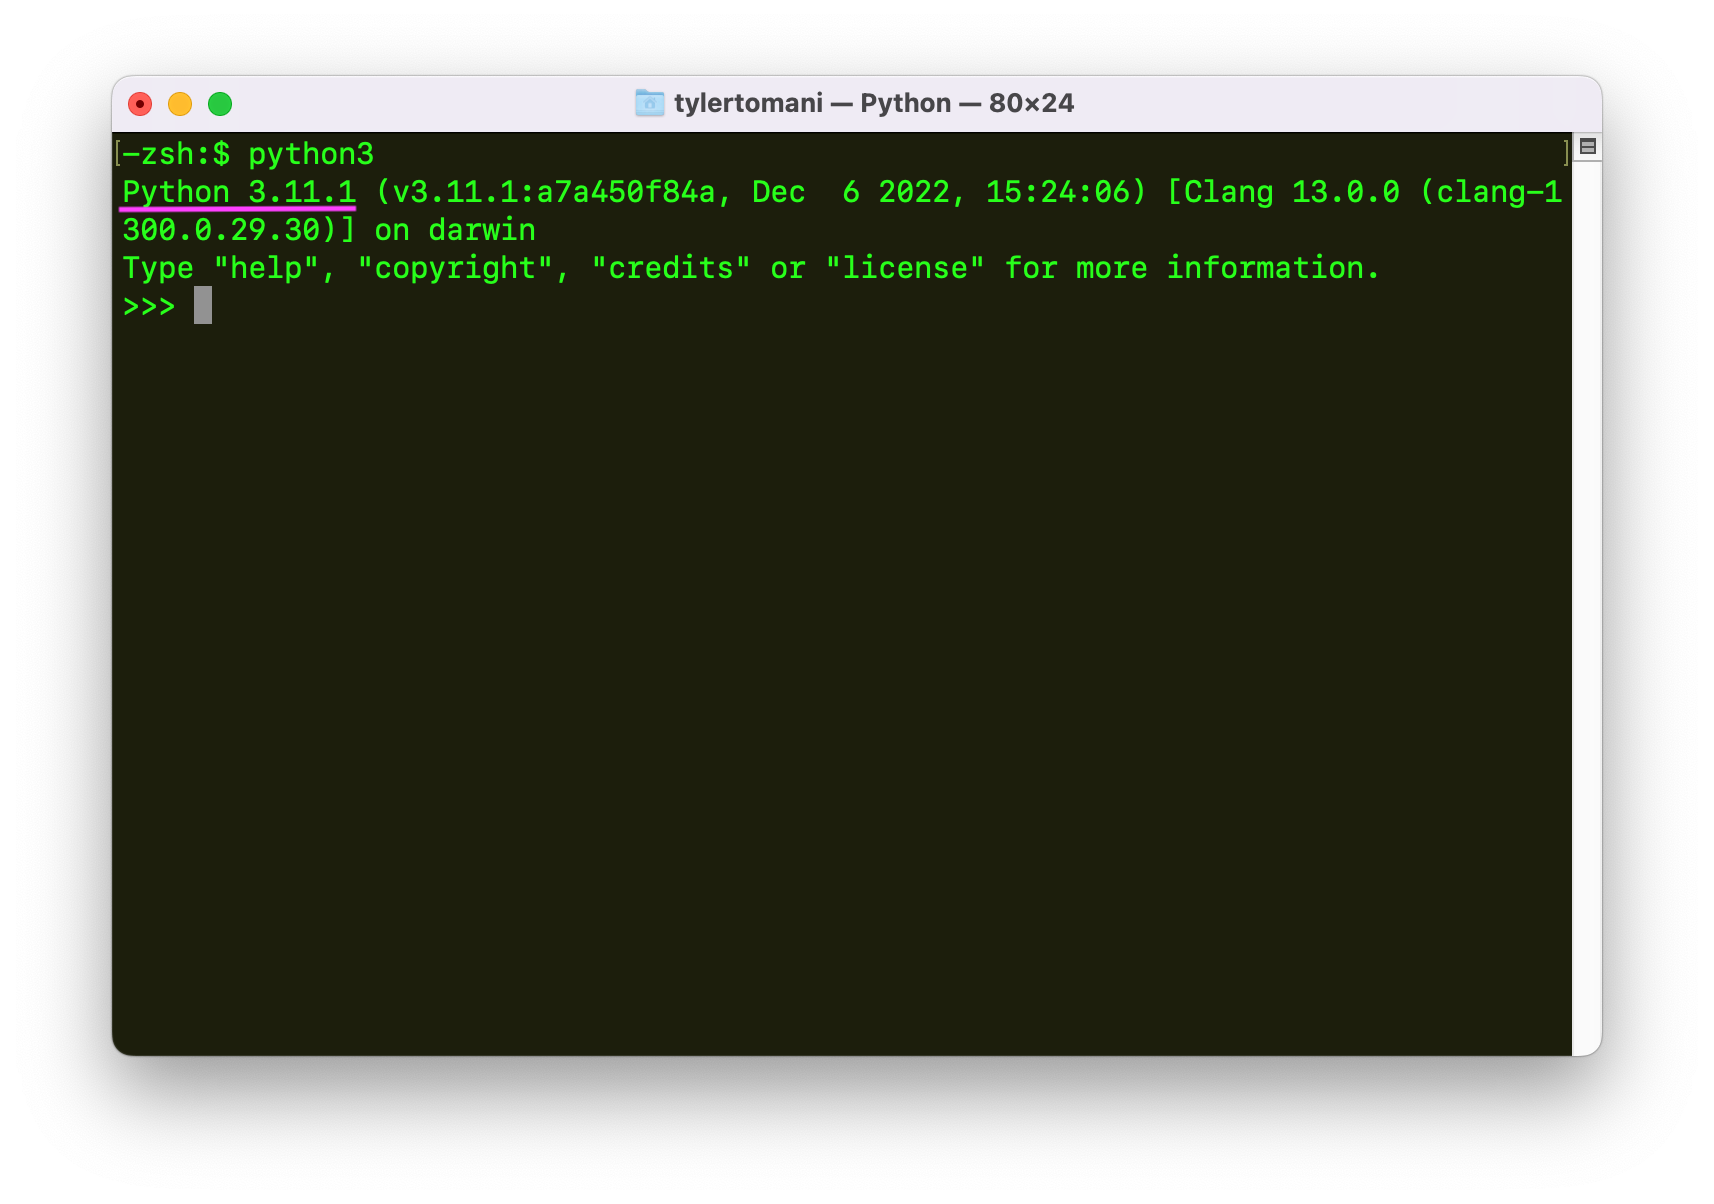 tylertomani — Python — 80×24
[-zsh:$ python3 ]
Python 3.11.1 (v3.11.1:a7a450f84a, Dec  6 2022, 15:24:06) [Clang 13.0.0 (clang-1
300.0.29.30)] on darwin
Type "help", "copyright", "credits" or "license" for more information.
>>>